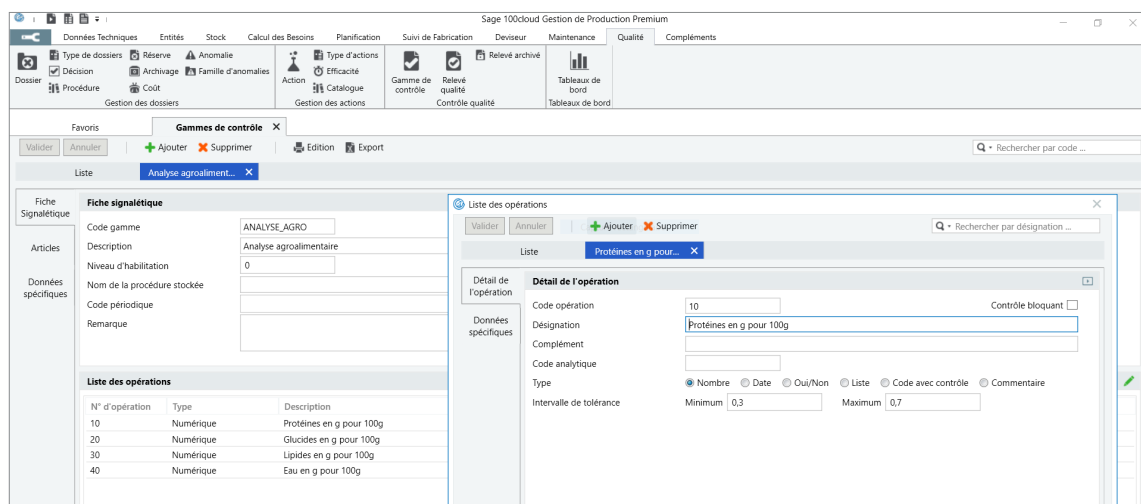 Sage 100cloud Gestion de Production Premium
Données Techniques Entités Stock Calcul des Besoins Planification Suivi de Fabrication Deviseur Maintenance Qualité Compléments
Type de dossiers Réserve Anomalie Type d'actions Relevé archivé
Décision Archivage Famille d'anomalies Efficacité
Procédure Coût Catalogue
Dossier Action Gamme de contrôle Relevé qualité Tableaux de bord
Gestion des dossiers Gestion des actions Contrôle qualité Tableaux de bord
Favoris Gammes de contrôle
Valider Annuler Ajouter Supprimer Edition Export Rechercher par code ...
Liste Analyse agroaliment...
Fiche Signalétique
Articles
Données spécifiques
Fiche signalétique
Code gamme ANALYSE_AGRO
Description Analyse agroalimentaire
Niveau d'habilitation 0
Nom de la procédure stockée
Code périodique
Remarque
Liste des opérations
N° d'opération Type Description
10 Numérique Protéines en g pour 100g
20 Numérique Glucides en g pour 100g
30 Numérique Lipides en g pour 100g
40 Numérique Eau en g pour 100g
Liste des opérations
Valider Annuler Ajouter Supprimer Rechercher par désignation ...
Liste Protéines en g pour...
Détail de l'opération
Données spécifiques
Détail de l'opération
Code opération 10 Contrôle bloquant
Désignation Protéines en g pour 100g
Complément
Code analytique
Type Nombre Date Oui/Non Liste Code avec contrôle Commentaire
Intervalle de tolérance Minimum 0,3 Maximum 0,7